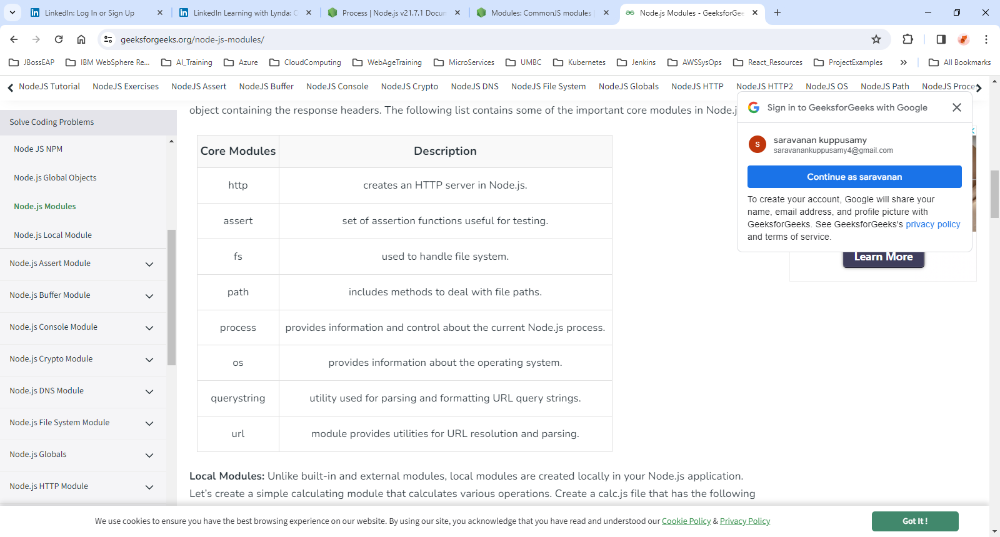 LinkedIn: Log In or Sign Up
LinkedIn Learning with Lynda:
Process | Node.js v21.7.1 Docun
Modules: CommonJS modules |
Node.js Modules - GeeksforGee
geeksforgeeks.org/node-js-modules/
JBossEAP
IBM WebSphere Re...
AI_Training
Azure
CloudComputing
WebAgeTraining
MicroServices
UMBC
Kubernetes
Jenkins
AWSSysOps
React_Resources
ProjectExamples
All Bookmarks
NodeJS Tutorial
NodeJS Exercises
NodeJS Assert
NodeJS Buffer
NodeJS Console
NodeJS Crypto
NodeJS DNS
NodeJS File System
NodeJS Globals
NodeJS HTTP
NodeJS HTTP2
NodeJS OS
NodeJS Path
NodeJS Proce
Solve Coding Problems
Node JS NPM
Node.js Global Objects
Node.js Modules
Node.js Local Module
Node.js Assert Module
Node.js Buffer Module
Node.js Console Module
Node.js Crypto Module
Node.js DNS Module
Node.js File System Module
Node.js Globals
Node.js HTTP Module
object containing the response headers. The following list contains some of the important core modules in Node.j
Core Modules Description
http creates an HTTP server in Node.js.
assert set of assertion functions useful for testing.
fs used to handle file system.
path includes methods to deal with file paths.
process provides information and control about the current Node.js process.
os provides information about the operating system.
querystring utility used for parsing and formatting URL query strings.
url module provides utilities for URL resolution and parsing.
Local Modules: Unlike built-in and external modules, local modules are created locally in your Node.js application.
Let’s create a simple calculating module that calculates various operations. Create a calc.js file that has the following
Sign in to GeeksforGeeks with Google
S
saravanan kuppusamy
saravanankuppusamy4@gmail.com
Continue as saravanan
To create your account, Google will share your
name, email address, and profile picture with
GeeksforGeeks. See GeeksforGeeks's privacy policy
and terms of service.
Learn More
We use cookies to ensure you have the best browsing experience on our website. By using our site, you acknowledge that you have read and understood our Cookie Policy & Privacy Policy
Got It !